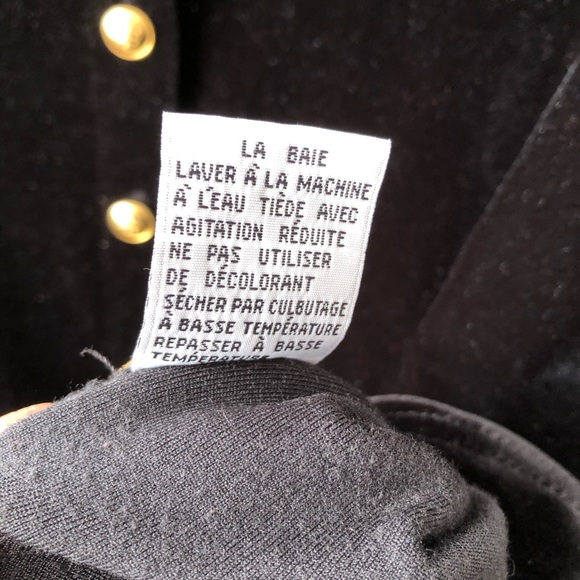 LA BAIE
LAVER À LA MACHINE
À L'EAU TIÈDE AVEC
AGITATION RÉDUITE
NE PAS UTILISER
DE DÉCOLORANT
SÉCHER PAR CULBUTAGE
À BASSE TEMPÉRATURE
REPASSER À BASSE
TEMPÉRATURE